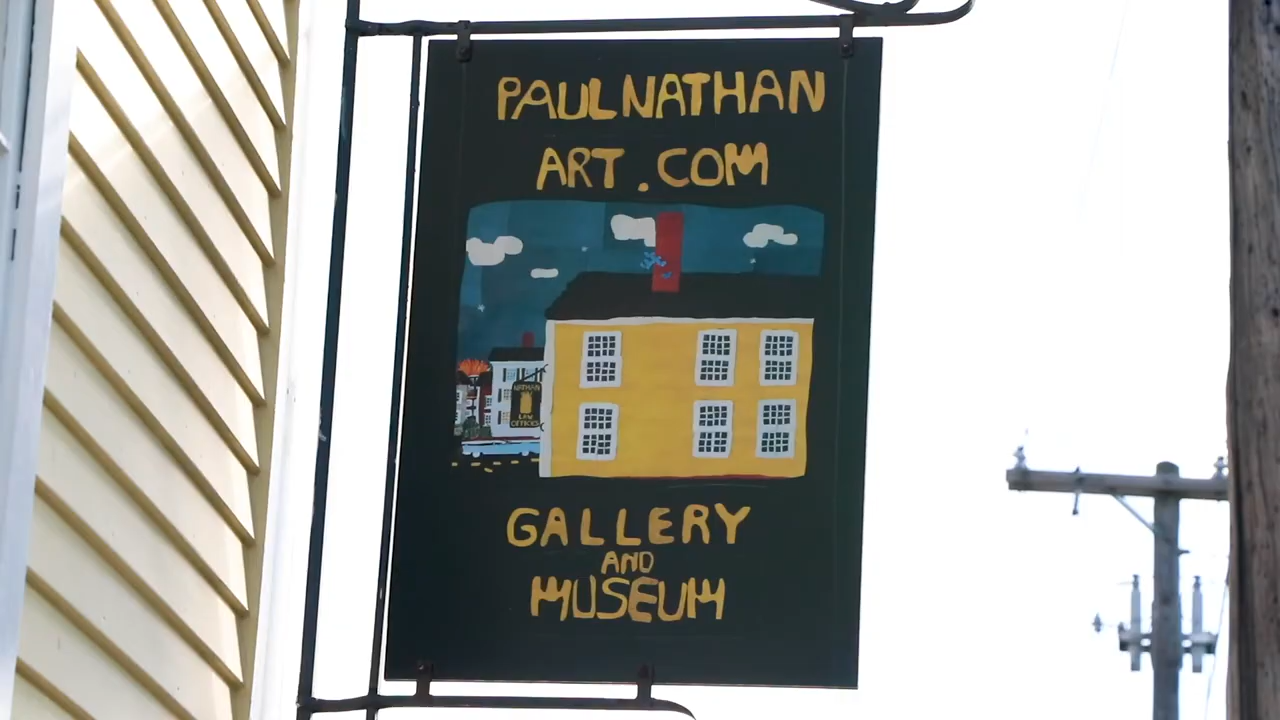 PAULNATHAN
ART.COM
NATHAN
LAW
OFFICES
GALLERY
AND
MUSEUM